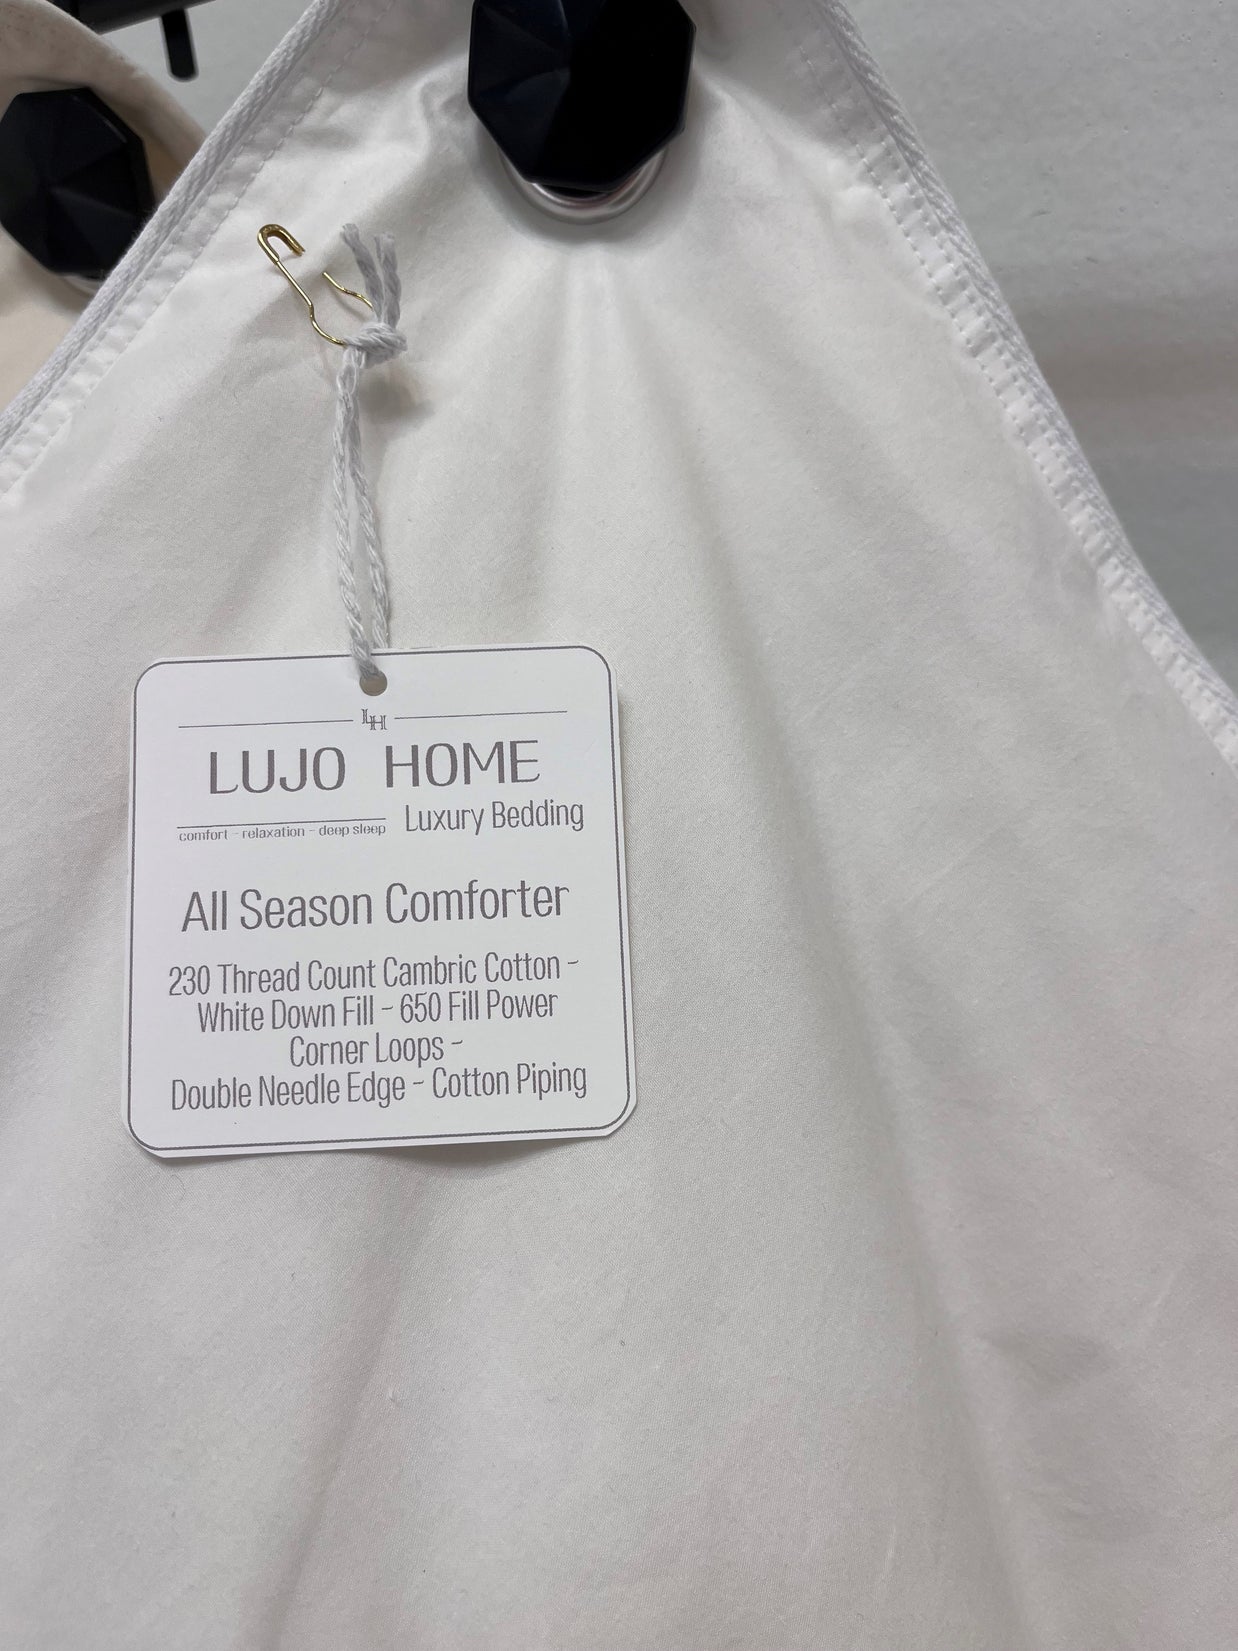 LH
LUJO HOME
comfort - relaxation - deep sleep Luxury Bedding
All Season Comforter
230 Thread Count Cambric Cotton -
White Down Fill - 650 Fill Power
Corner Loops -
Double Needle Edge - Cotton Piping